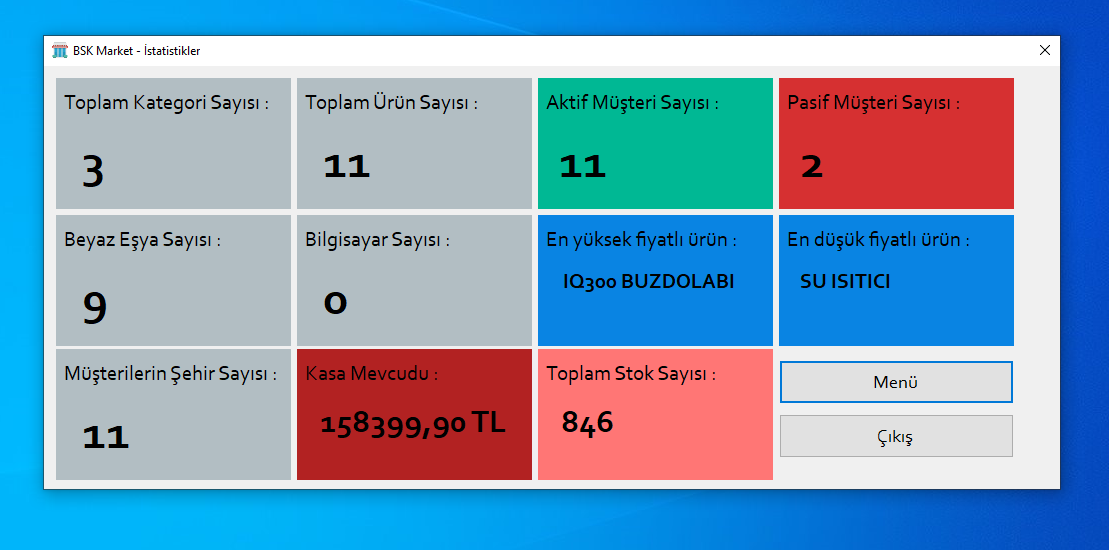 BSK Market - İstatistikler
Toplam Kategori Sayısı :
3
Toplam Ürün Sayısı :
11
Aktif Müşteri Sayısı :
11
Pasif Müşteri Sayısı :
2
Beyaz Eşya Sayısı :
9
Bilgisayar Sayısı :
0
En yüksek fiyatlı ürün :
IQ300 BUZDOLABI
En düşük fiyatlı ürün :
SU ISITICI
Müşterilerin Şehir Sayısı :
11
Kasa Mevcudu :
158399,90 TL
Toplam Stok Sayısı :
846
Menü
Çıkış